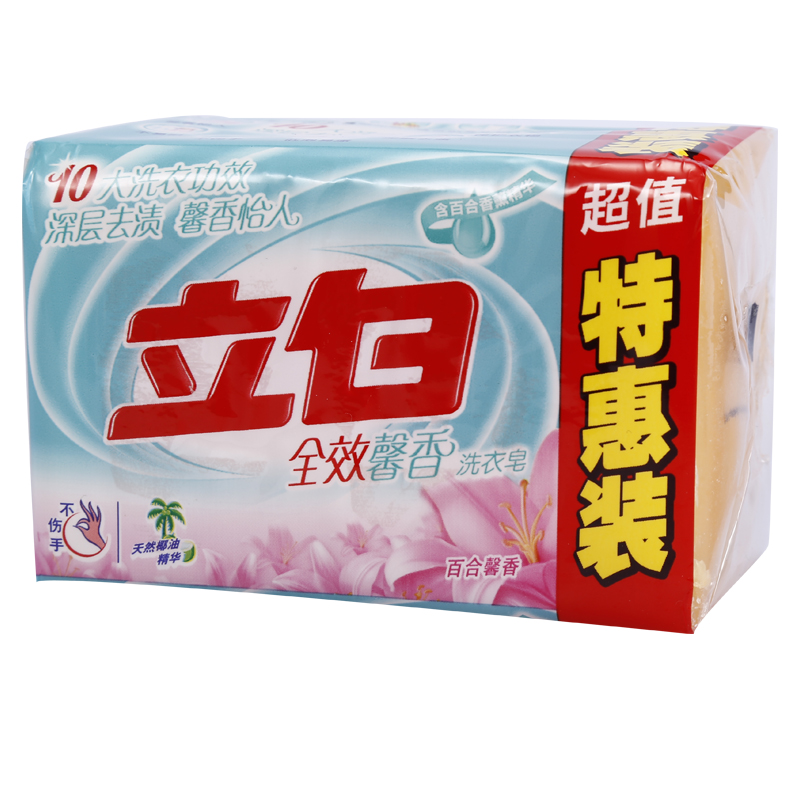 10大洗衣功效
深层去渍 馨香怡人
含百合香熏精华
立白
全效馨香 洗衣皂
不伤手
天然椰油
精华
百合馨香
超值
特惠装